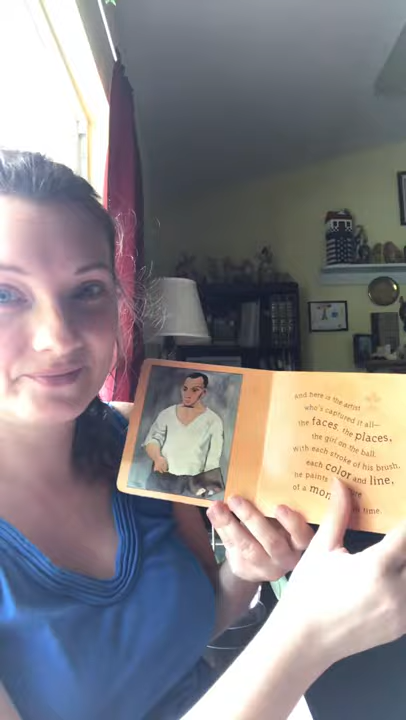 And here is the artist
who's captured it all—
the faces, the places,
the girl on the ball.
With each stroke of his brush,
each color and line,
he paints
of a time.